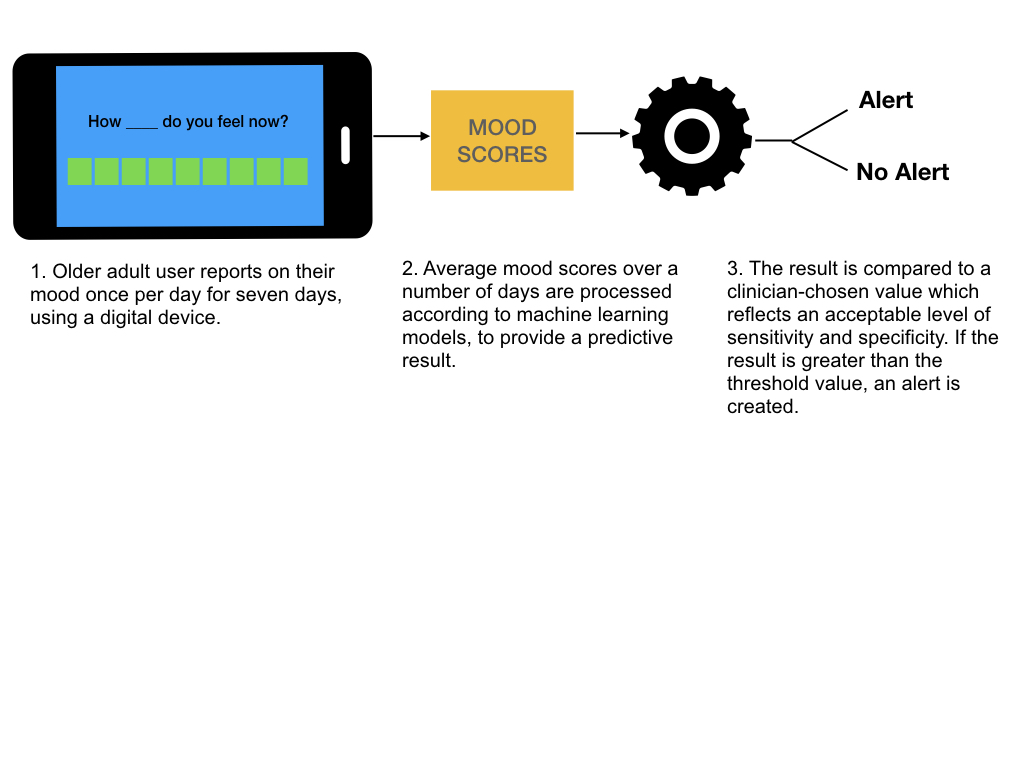 How ____ do you feel now?
MOOD
SCORES
Alert
No Alert
1. Older adult user reports on their
mood once per day for seven days,
using a digital device.
2. Average mood scores over a
number of days are processed
according to machine learning
models, to provide a predictive
result.
3. The result is compared to a
clinician-chosen value which
reflects an acceptable level of
sensitivity and specificity. If the
result is greater than the
threshold value, an alert is
created.